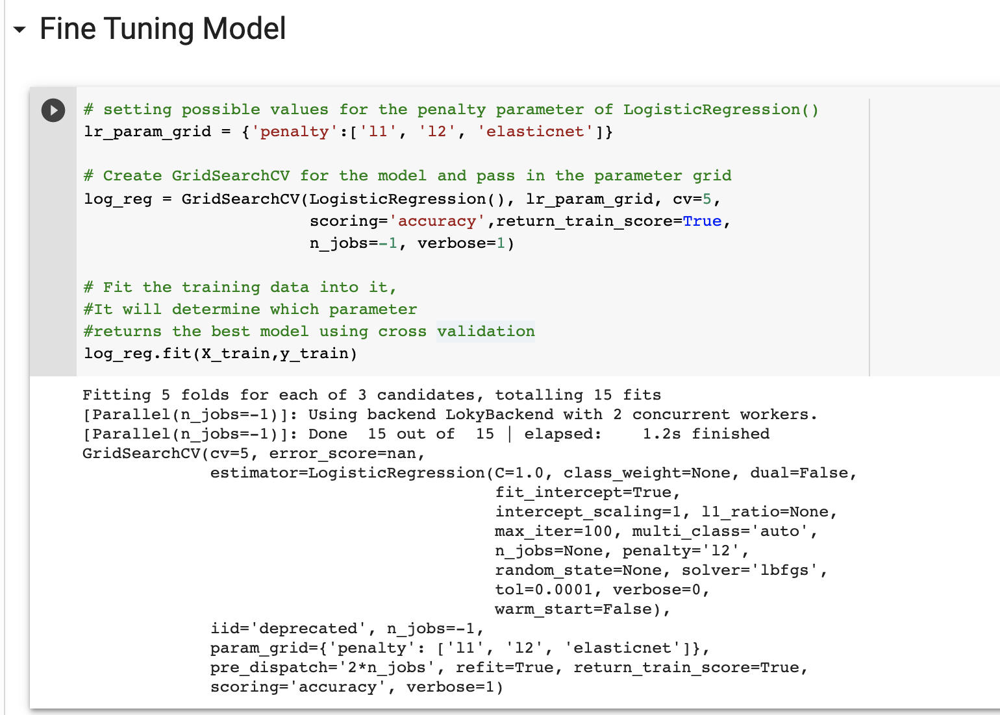 Fine Tuning Model
# setting possible values for the penalty parameter of LogisticRegression()
lr_param_grid = {'penalty':['l1', 'l2', 'elasticnet']}
# Create GridSearchCV for the model and pass in the parameter grid
log_reg = GridSearchCV(LogisticRegression(), lr_param_grid, cv=5,
scoring='accuracy',return_train_score=True,
n_jobs=-1, verbose=1)
# Fit the training data into it,
#It will determine which parameter
#returns the best model using cross validation
log_reg.fit(X_train,y_train)
Fitting 5 folds for each of 3 candidates, totalling 15 fits
[Parallel(n_jobs=-1)]: Using backend LokyBackend with 2 concurrent workers.
[Parallel(n_jobs=-1)]: Done  15 out of  15 | elapsed:    1.2s finished
GridSearchCV(cv=5, error_score=nan,
estimator=LogisticRegression(C=1.0, class_weight=None, dual=False,
fit_intercept=True,
intercept_scaling=1, l1_ratio=None,
max_iter=100, multi_class='auto',
n_jobs=None, penalty='l2',
random_state=None, solver='lbfgs',
tol=0.0001, verbose=0,
warm_start=False),
iid='deprecated', n_jobs=-1,
param_grid={'penalty': ['l1', 'l2', 'elasticnet']},
pre_dispatch='2*n_jobs', refit=True, return_train_score=True,
scoring='accuracy', verbose=1)